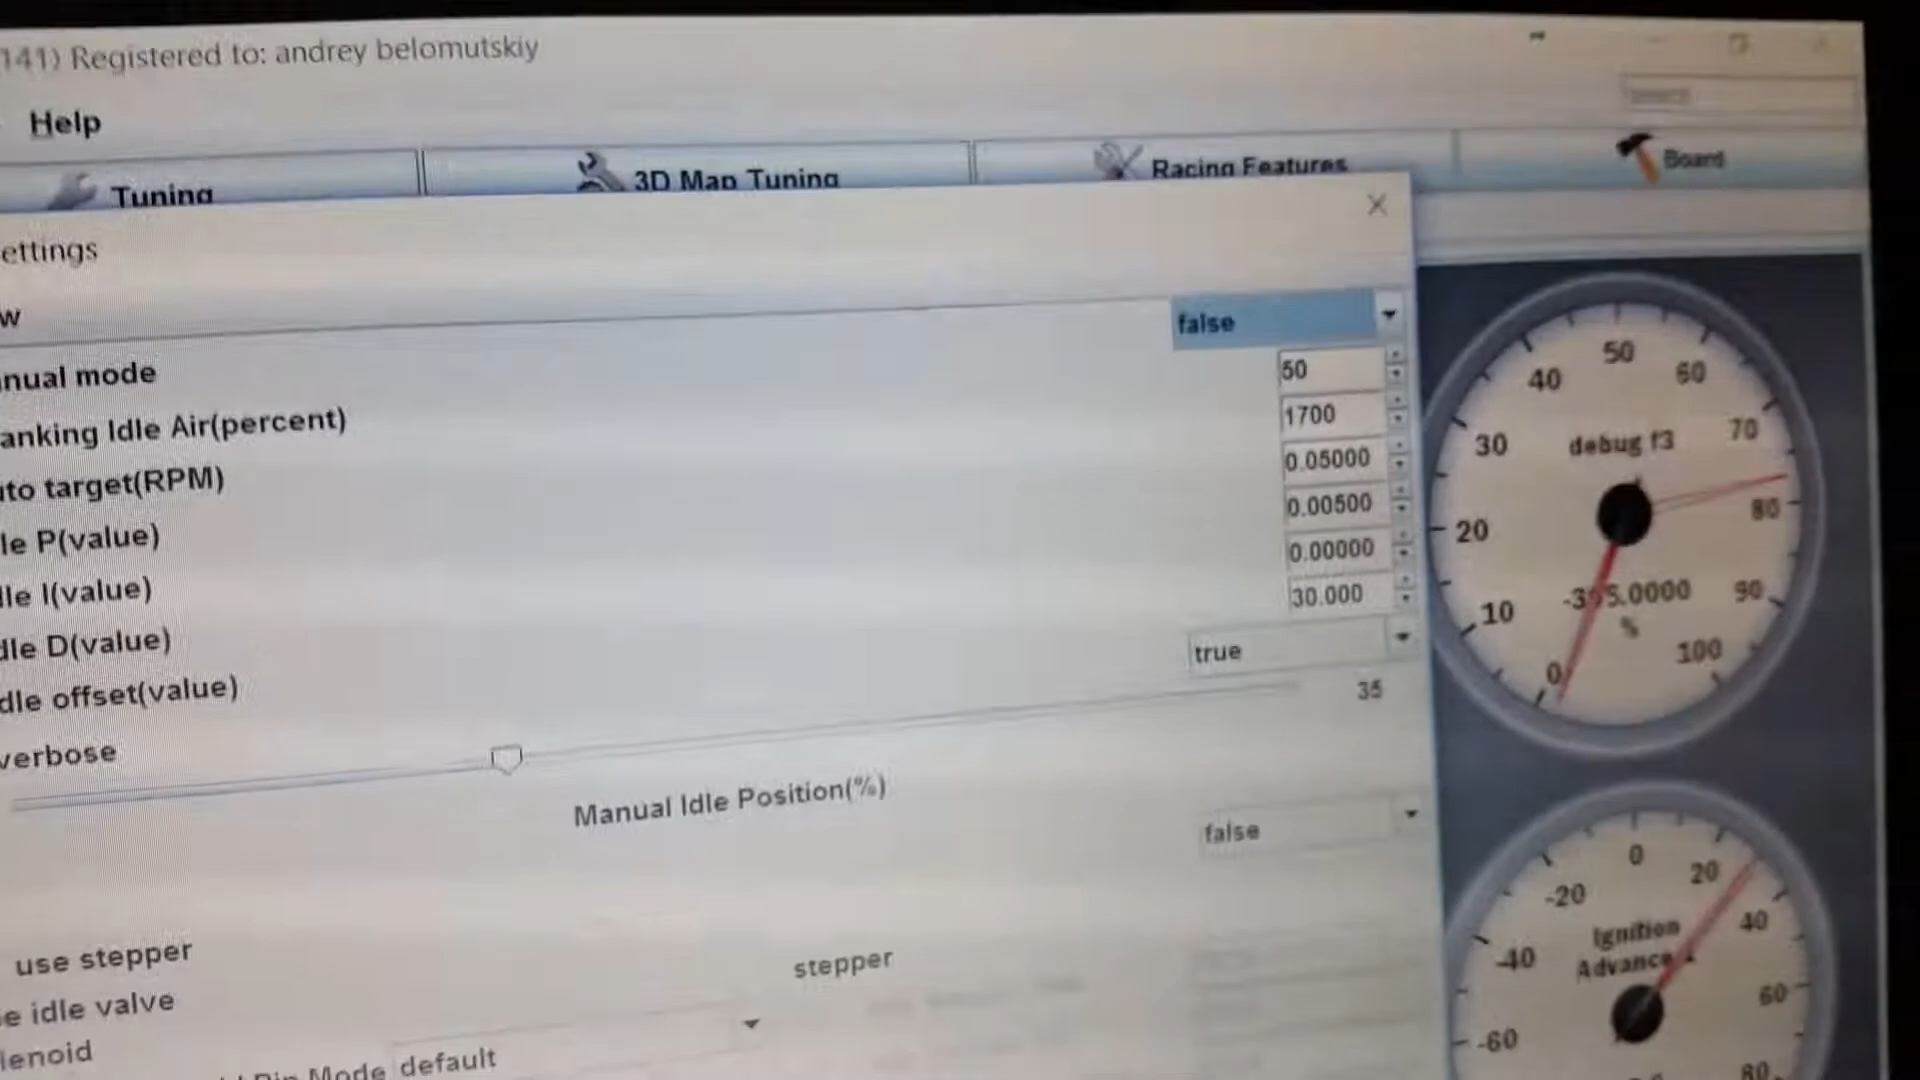 141) Registered to: andrey belomutskiy
Help
Tuning
3D Map Tuning
Racing Features
Board
ettings
w
nual mode
false
anking Idle Air(percent)
50
uto target(RPM)
1700
le P(value)
0.05000
dle I(value)
0.00500
dle D(value)
0.00000
dle offset(value)
30.000
verbose
true
35
Manual Idle Position(%)
false
use stepper
stepper
e idle valve
lenoid
Pin Mode default
0
10
20
30
40
50
60
70
80
90
100
debug f3
%
-60
-40
-20
0
20
40
60
80
Ignition
Advance